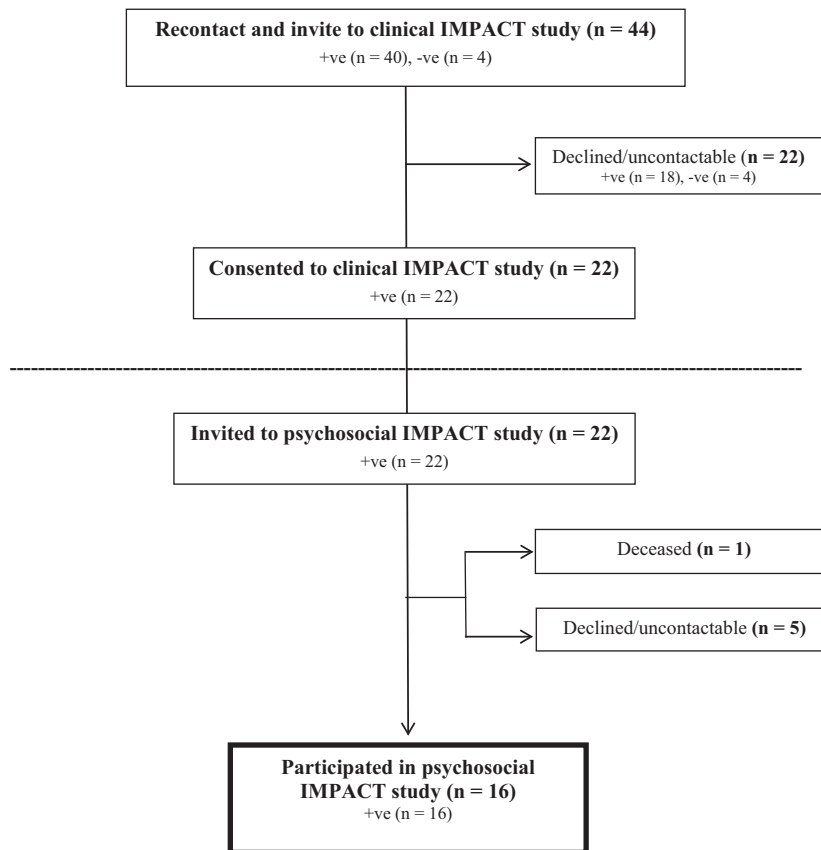 Recontact and invite to clinical IMPACT study (n = 44)
+ve (n = 40), -ve (n = 4)
Declined/uncontactable (n = 22)
+ve (n = 18), -ve (n = 4)
Consented to clinical IMPACT study (n = 22)
+ve (n = 22)
Invited to psychosocial IMPACT study (n = 22)
+ve (n = 22)
Deceased (n = 1)
Declined/uncontactable (n = 5)
Participated in psychosocial
IMPACT study (n = 16)
+ve (n = 16)